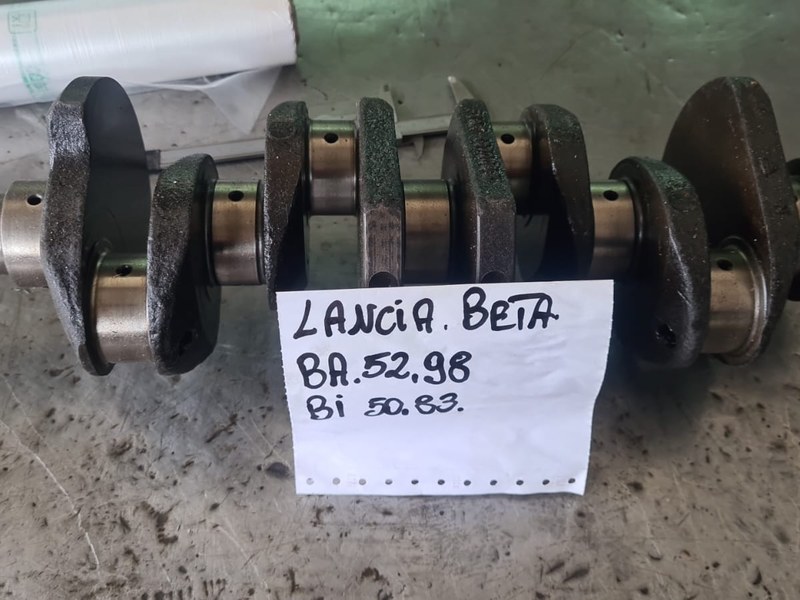 LANCiA. BETA
BA.52,98
Bi 50.83.